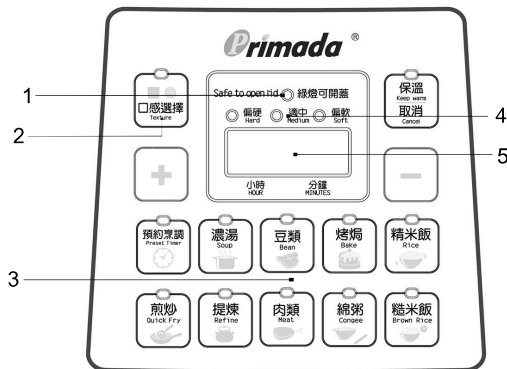 Primada ®
1
Safe to open lid 綠燈可開蓋
口感選擇
Texture
2
偏硬 適中 偏軟
Hard Medium Soft
4
保溫
Keep warm
取消
Cancel
+
5
−
小時 分鐘
HOUR MINUTES
預約烹調 濃湯 豆類 烤焗 精米飯
Preset Timer Soup Bean Bake Rice
3
煎炒 提煉 肉類 綿粥 糙米飯
Quick Fry Refine Meat Congee Brown Rice